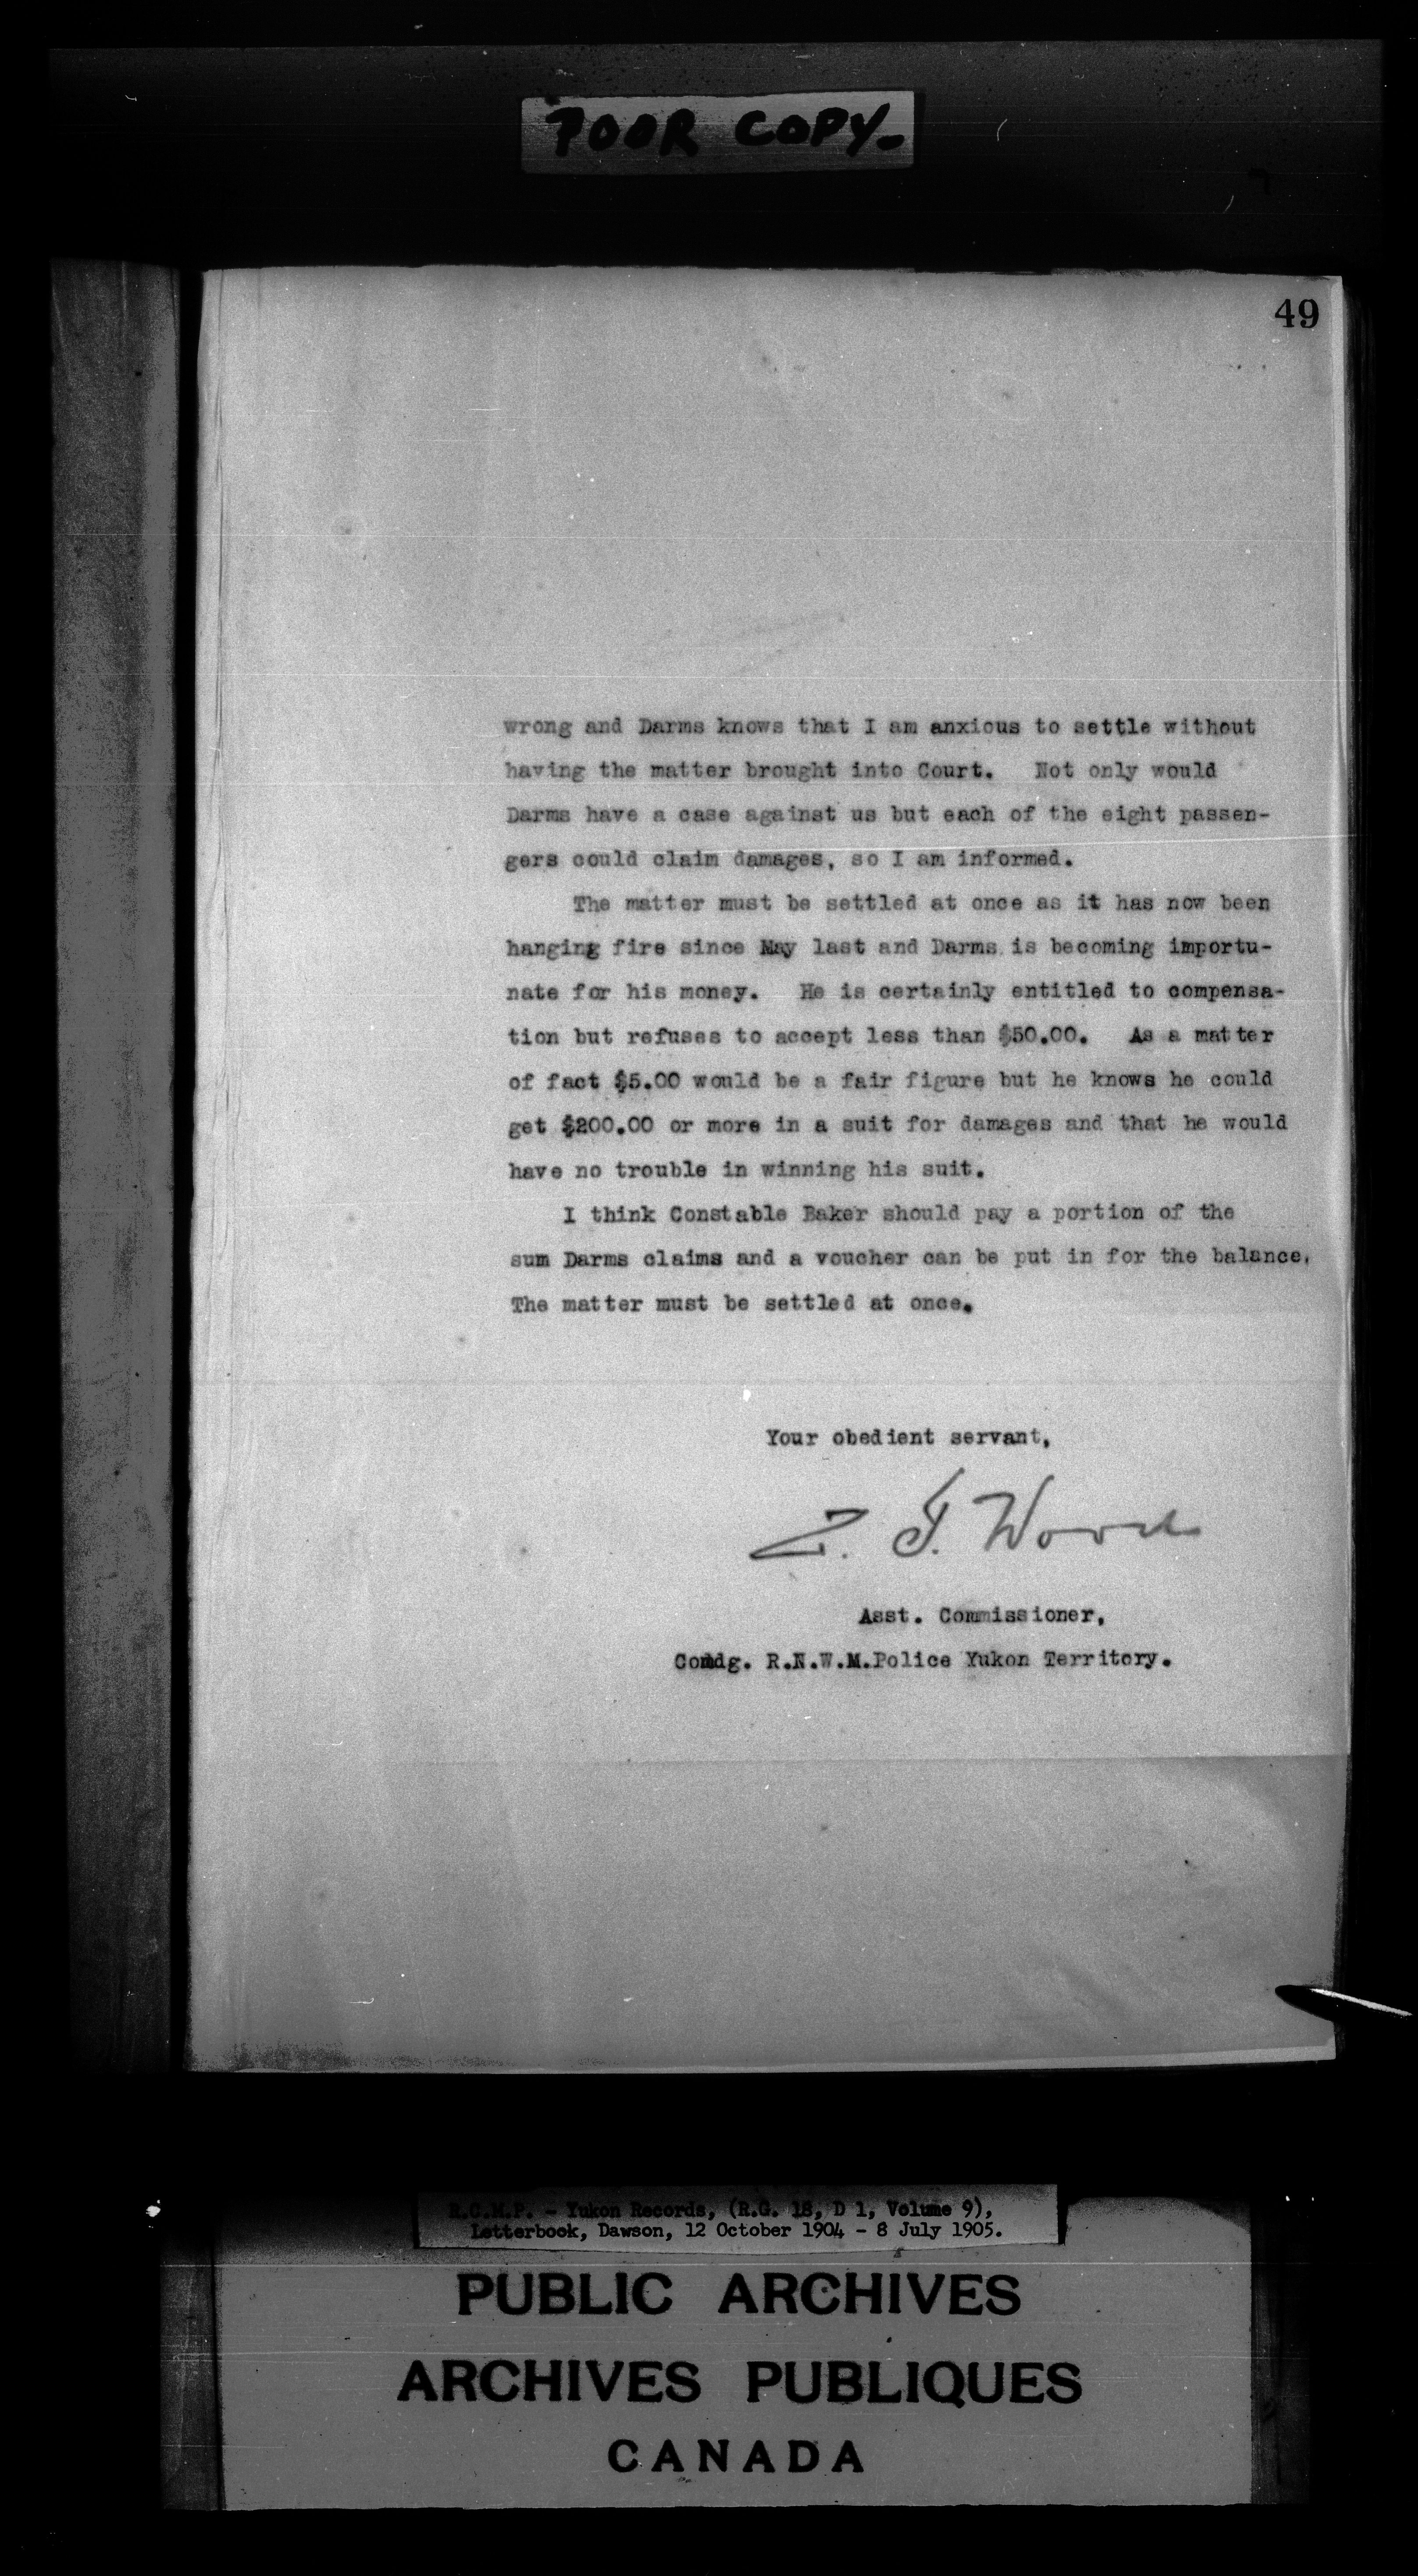 POOR COPY-
49
wrong and Darms knows that I am anxious to settle without
having the matter brought into Court.   Not only would
Darms have a case against us but each of the eight passen-
gers could claim damages, so I am informed.
The matter must be settled at once as it has now been
hanging fire since May last and Darms is becoming importu-
nate for his money.   He is certainly entitled to compensa-
tion but refuses to accept less than $50.00.   As a matter
of fact $5.00 would be a fair figure but he knows he could
get $200.00 or more in a suit for damages and that he would
have no trouble in winning his suit.
I think Constable Baker should pay a portion of the
sum Darms claims and a voucher can be put in for the balance.
The matter must be settled at once.
Your obedient servant,
Z. T. Wood
Asst. Commissioner,
Comdg. R.N.W.M.Police Yukon Territory.
R.C.M.P. - Yukon Records, (R.G. 18, D 1, Volume 9),
Letterbook, Dawson, 12 October 1904 - 8 July 1905.
PUBLIC ARCHIVES
ARCHIVES PUBLIQUES
CANADA